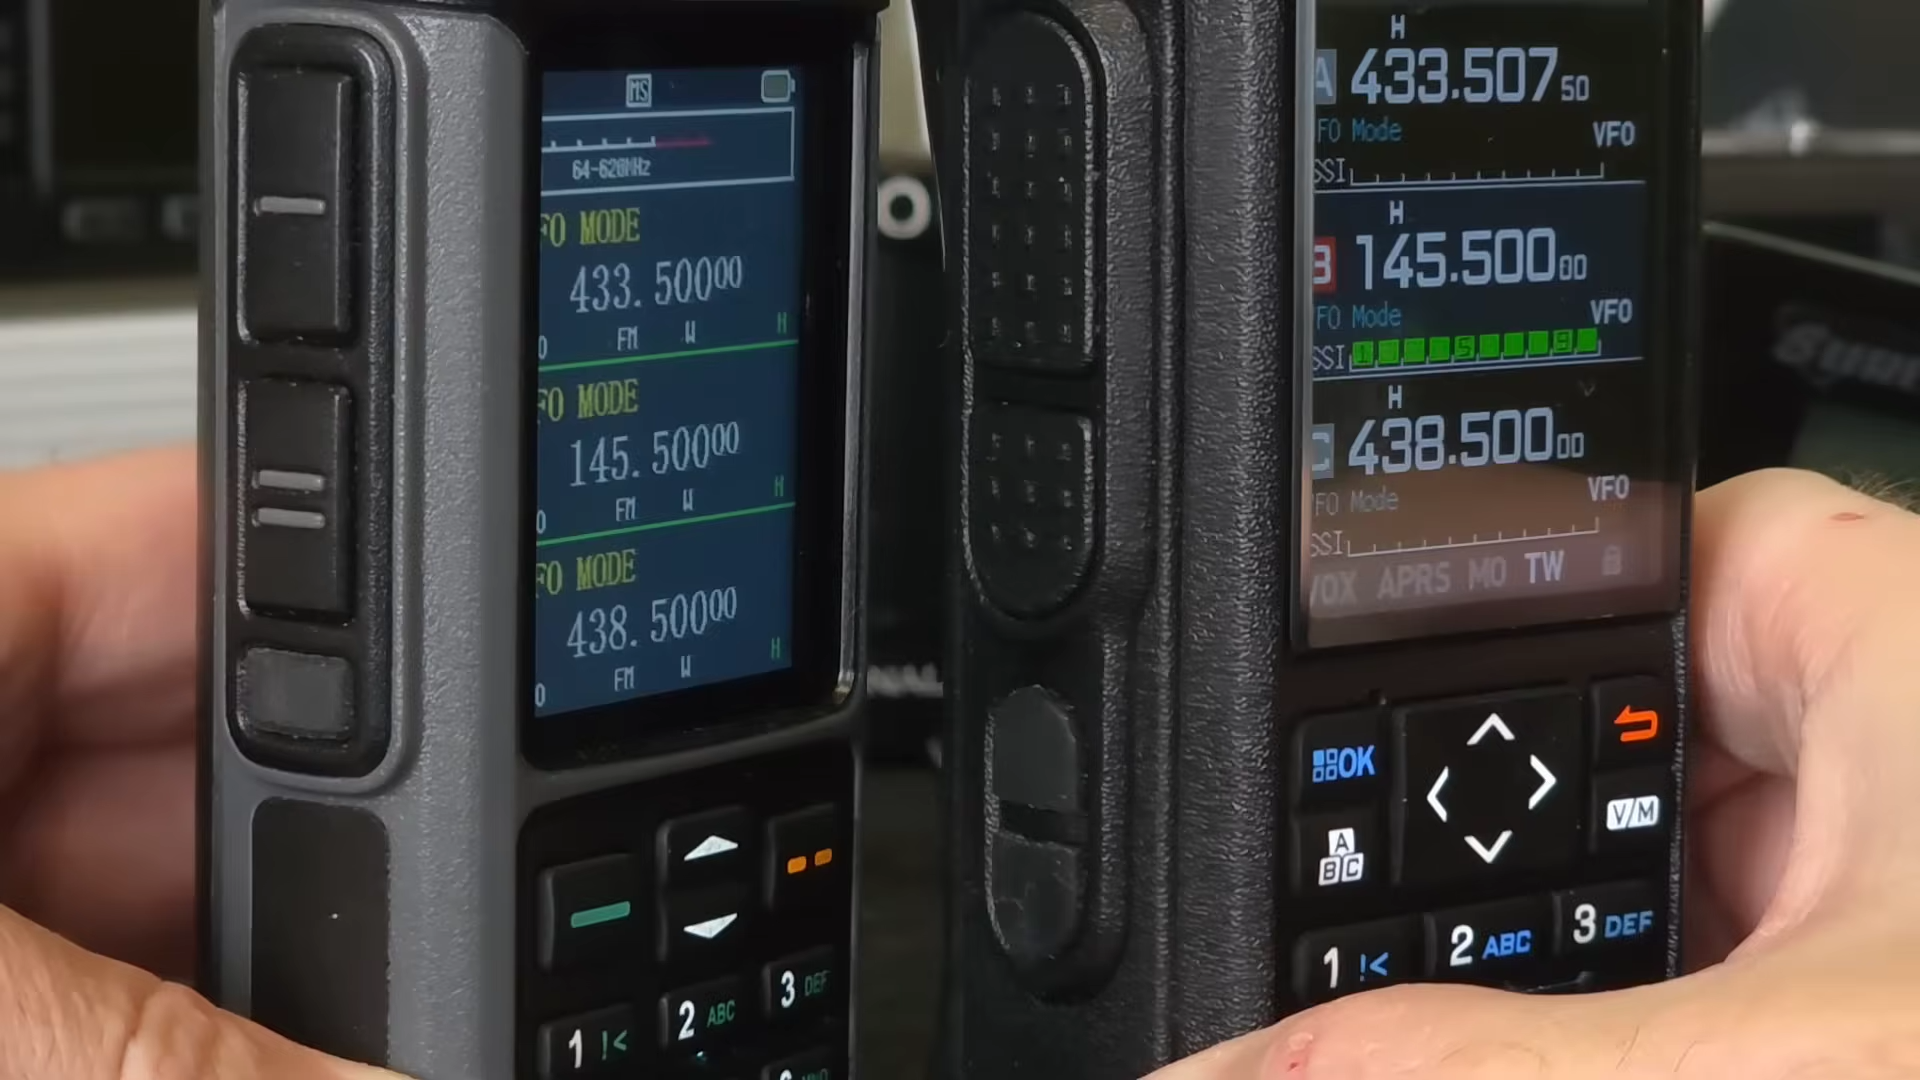 MS
64-620MHz
FO MODE
433.50000
FM W H
FO MODE
145.50000
FM W H
FO MODE
438.50000
FM W H
1 !<
2 ABC
3 DEF
H
A 433.50750
FO Mode VFO
SSI
H
B 145.50000
FO Mode VFO
SSI 1 5 9
H
C 438.50000
FO Mode VFO
SSI
VOX APRS MO TW
OK
V/M
A
BC
1 !<
2 ABC
3 DEF